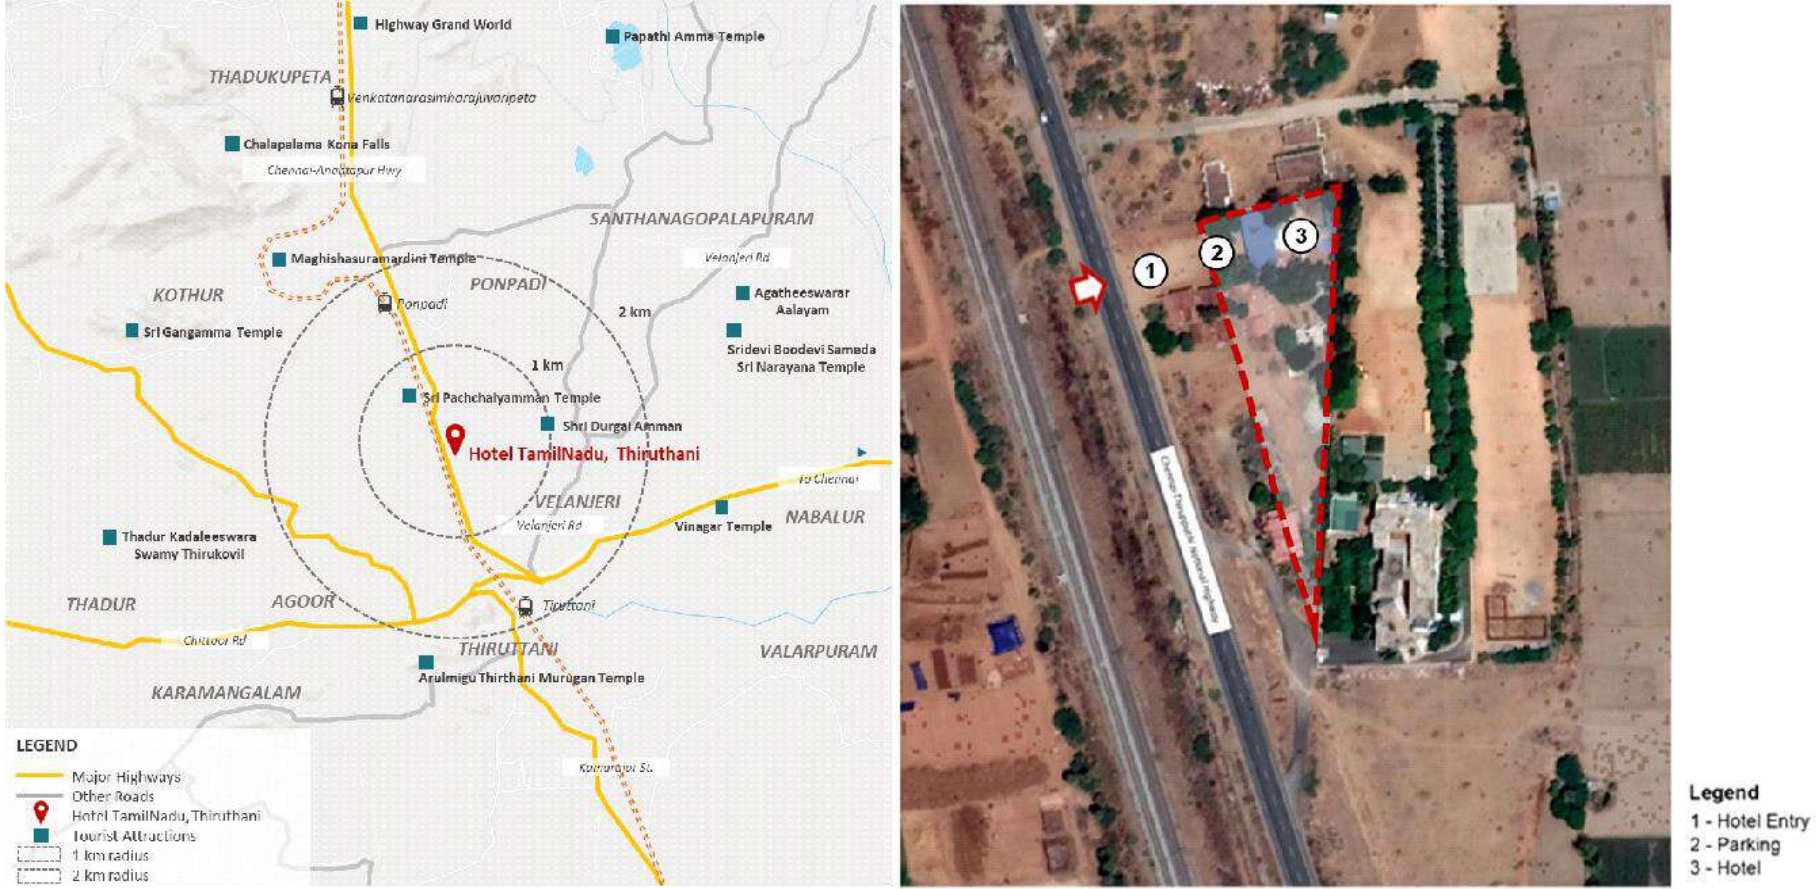 Highway Grand World
Papathi Amma Temple
THADUKUPETA
Venkatanarasimharajuvaripeta
Chalapalama Kona Falls
Chennai-Anantapur Hwy
SANTHANAGOPALAPURAM
Maghishasuramardini Temple
Velanjeri Rd
PONPADI
KOTHUR
Ponpadi
Agatheeswarar
Aalayam
2 km
Sri Gangamma Temple
Sridevi Boodevi Sameda
Sri Narayana Temple
1 km
Sri Pachchaiyamman Temple
Shri Durgai Amman
Hotel TamilNadu, Thiruthani
To Chennai
VELANJERI
Velanjeri Rd
Vinagar Temple
NABALUR
Thadur Kadaleeswara
Swamy Thirukovil
THADUR
AGOOR
Tiruttani
Chittoor Rd
THIRUTTANI
VALARPURAM
Arulmigu Thirthani Murugan Temple
KARAMANGALAM
Kamarajar St.
LEGEND
Major Highways
Other Roads
Hotel TamilNadu, Thiruthani
Tourist Attractions
1 km radius
2 km radius
1
2
3
Chennai-Thirupathi National Highway
Legend
1 - Hotel Entry
2 - Parking
3 - Hotel